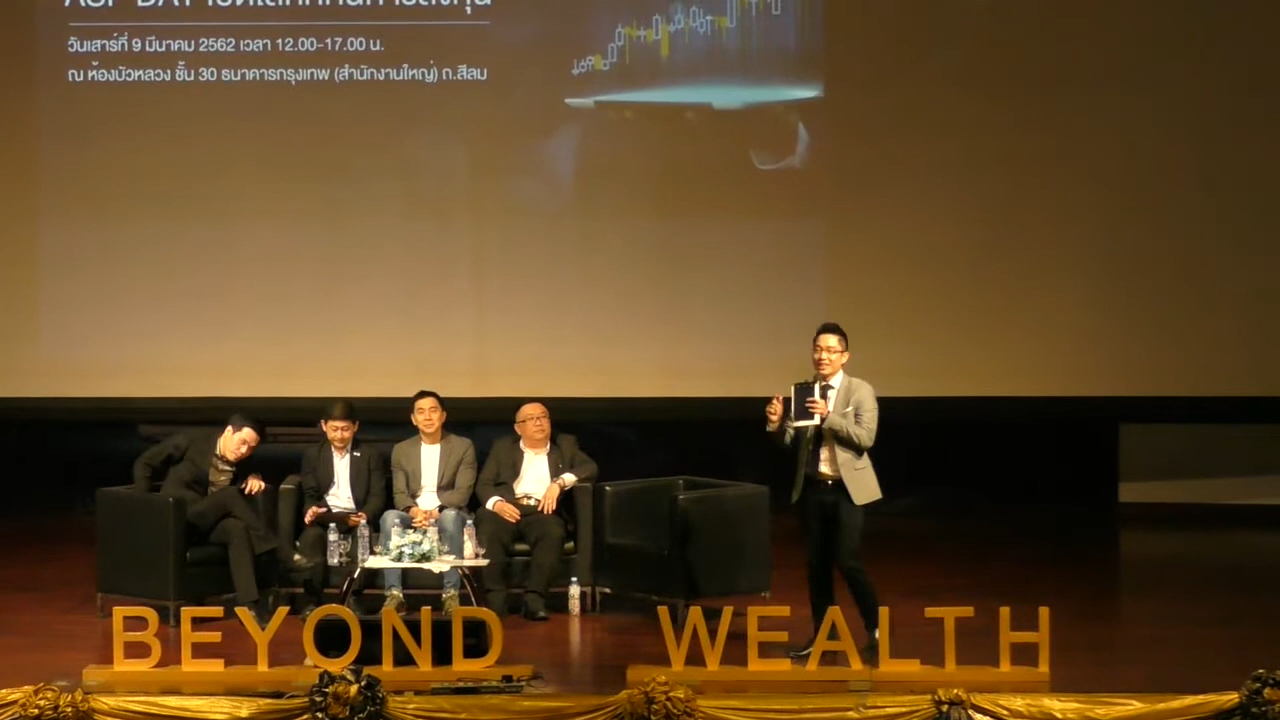 วันเสาร์ที่ 9 มีนาคม 2562 เวลา 12.00-17.00 น.
ณ ห้องบัวหลวง ชั้น 30 ธนาคารกรุงเทพ (สำนักงานใหญ่) ถ.สีลม
BEYOND WEALTH